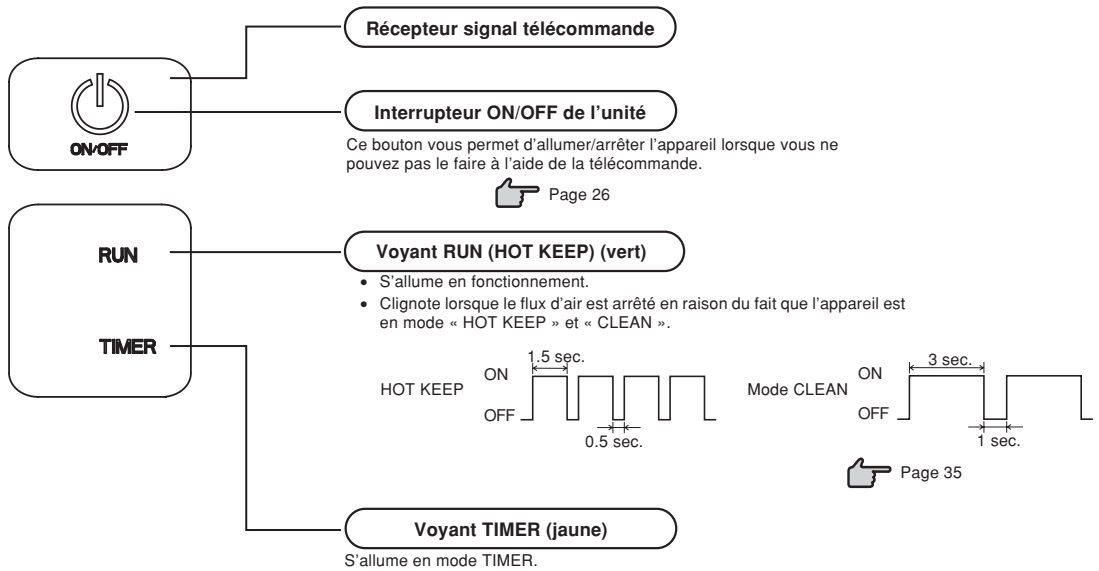 Récepteur signal télécommande
ON/OFF
Interrupteur ON/OFF de l'unité
Ce bouton vous permet d'allumer/arrêter l'appareil lorsque vous ne
pouvez pas le faire à l'aide de la télécommande.
Page 26
RUN
TIMER
Voyant RUN (HOT KEEP) (vert)
• S'allume en fonctionnement.
• Clignote lorsque le flux d'air est arrêté en raison du fait que l'appareil est
en mode « HOT KEEP » et « CLEAN ».
HOT KEEP
ON
OFF
1.5 sec.
0.5 sec.
Mode CLEAN
ON
OFF
3 sec.
1 sec.
Page 35
Voyant TIMER (jaune)
S'allume en mode TIMER.